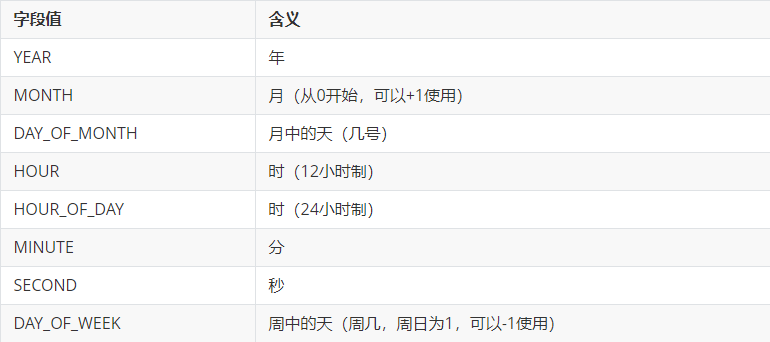 字段值 含义
YEAR 年
MONTH 月（从0开始，可以+1使用）
DAY_OF_MONTH 月中的天（几号）
HOUR 时（12小时制）
HOUR_OF_DAY 时（24小时制）
MINUTE 分
SECOND 秒
DAY_OF_WEEK 周中的天（周几，周日为1，可以-1使用）